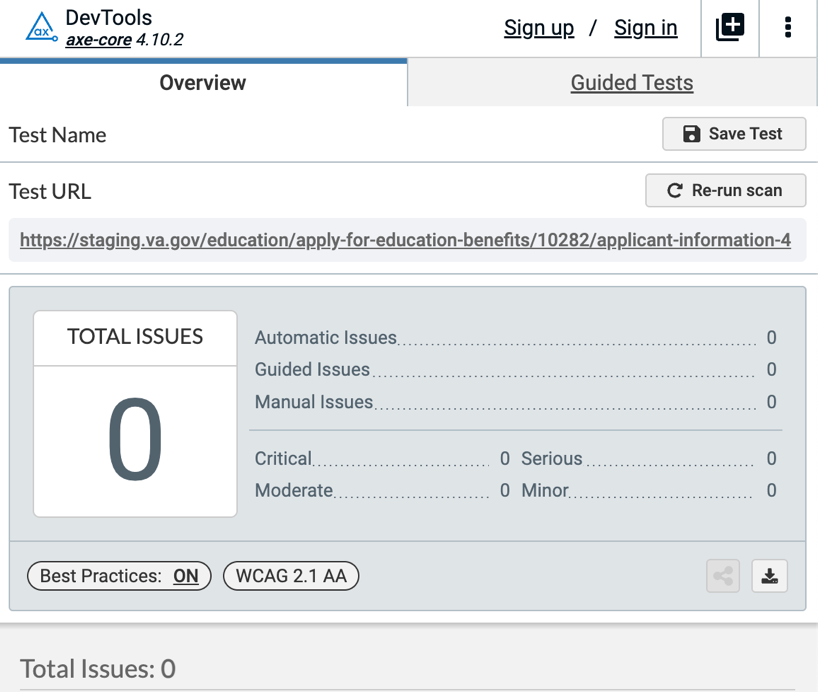 ax DevTools
axe-core 4.10.2
Sign up / Sign in
Overview
Guided Tests
Test Name
Save Test
Test URL
Re-run scan
https://staging.va.gov/education/apply-for-education-benefits/10282/applicant-information-4
TOTAL ISSUES
0
Automatic Issues 0
Guided Issues 0
Manual Issues 0
Critical 0 Serious 0
Moderate 0 Minor 0
Best Practices: ON
WCAG 2.1 AA
Total Issues: 0